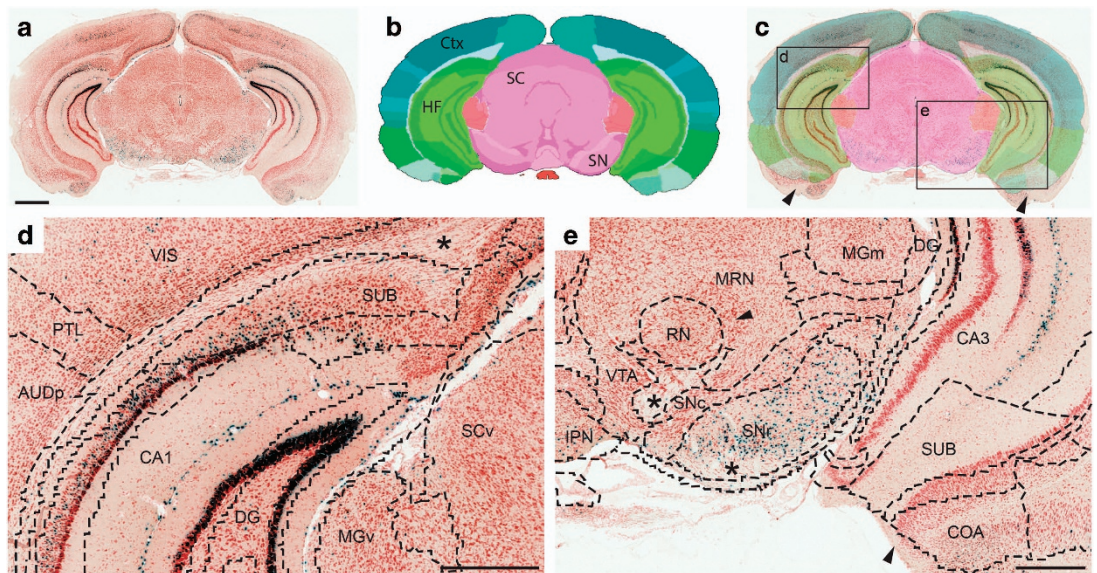 a
b
c
Ctx
SC
HF
SN
d
e
d
VIS
*
SUB
PTL
AUDp
CA1
SCv
DG
MGv
e
MGm
DG
MRN
RN
CA3
VTA
*
SNc
SNr
IPN
*
SUB
COA